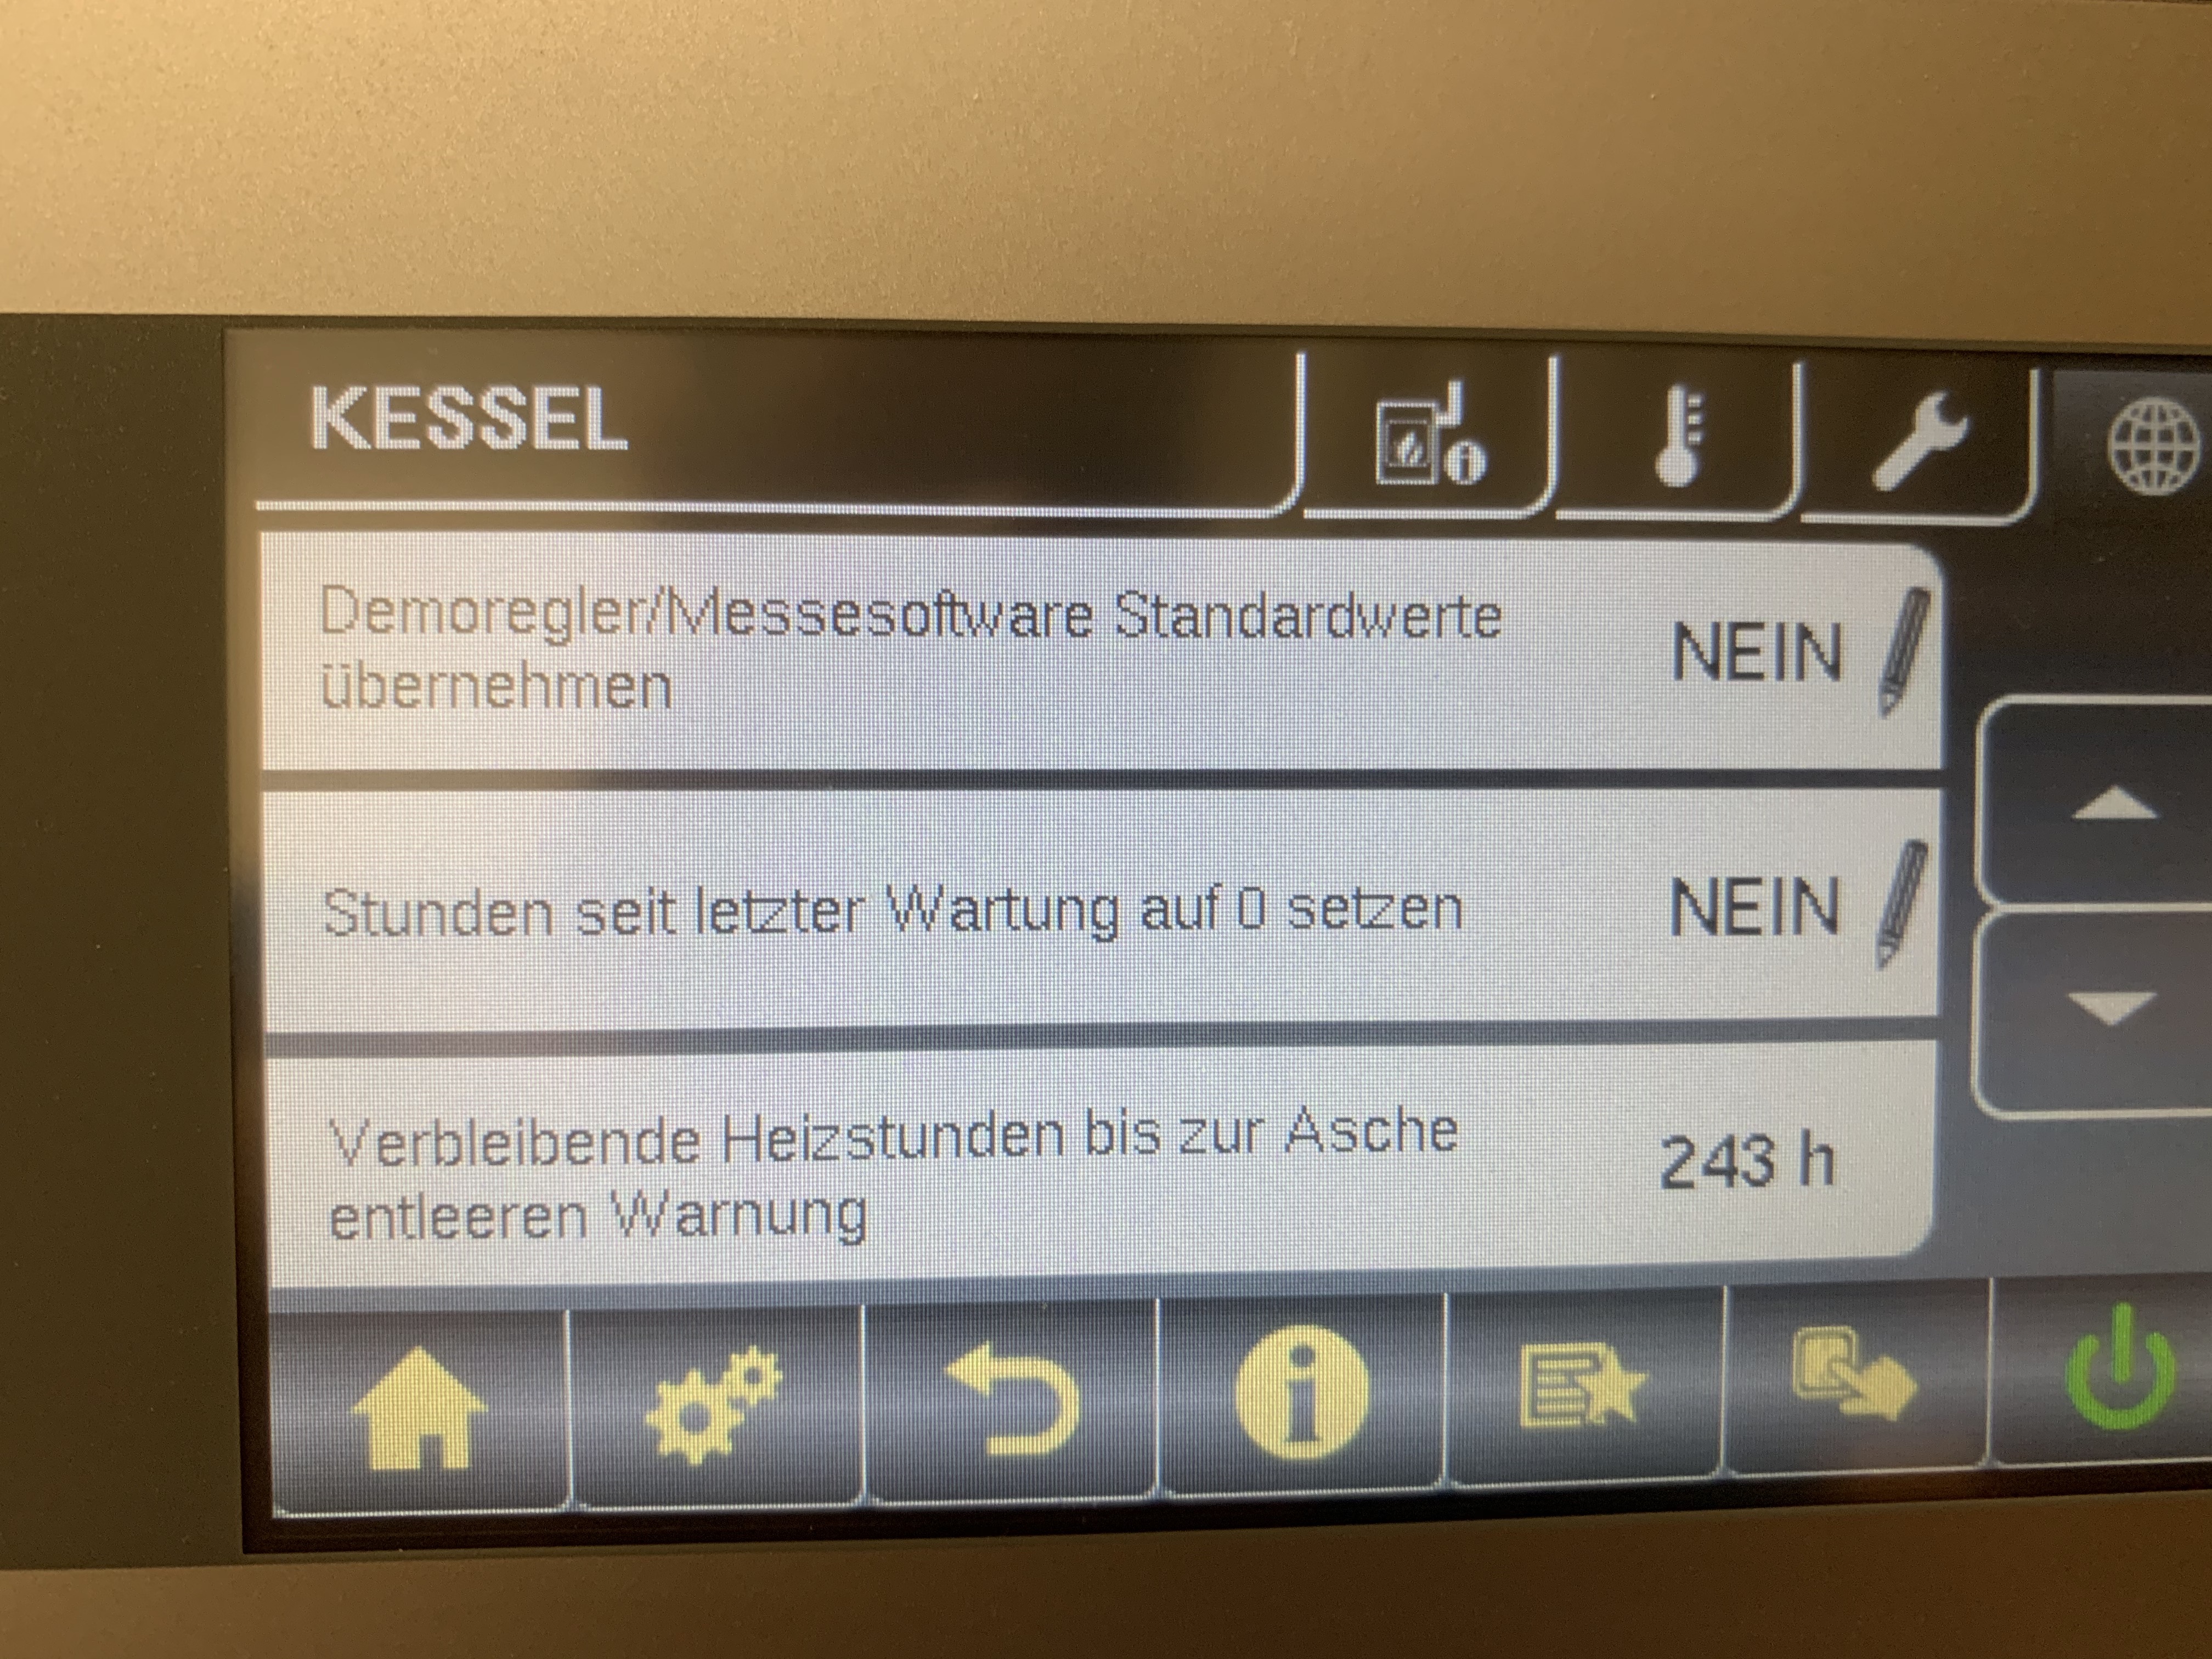 KESSEL
Demoregler/Messesoftware Standardwerte
übernehmen
NEIN
Stunden seit letzter Wartung auf 0 setzen
NEIN
Verbleibende Heizstunden bis zur Asche
entleeren Warnung
243 h